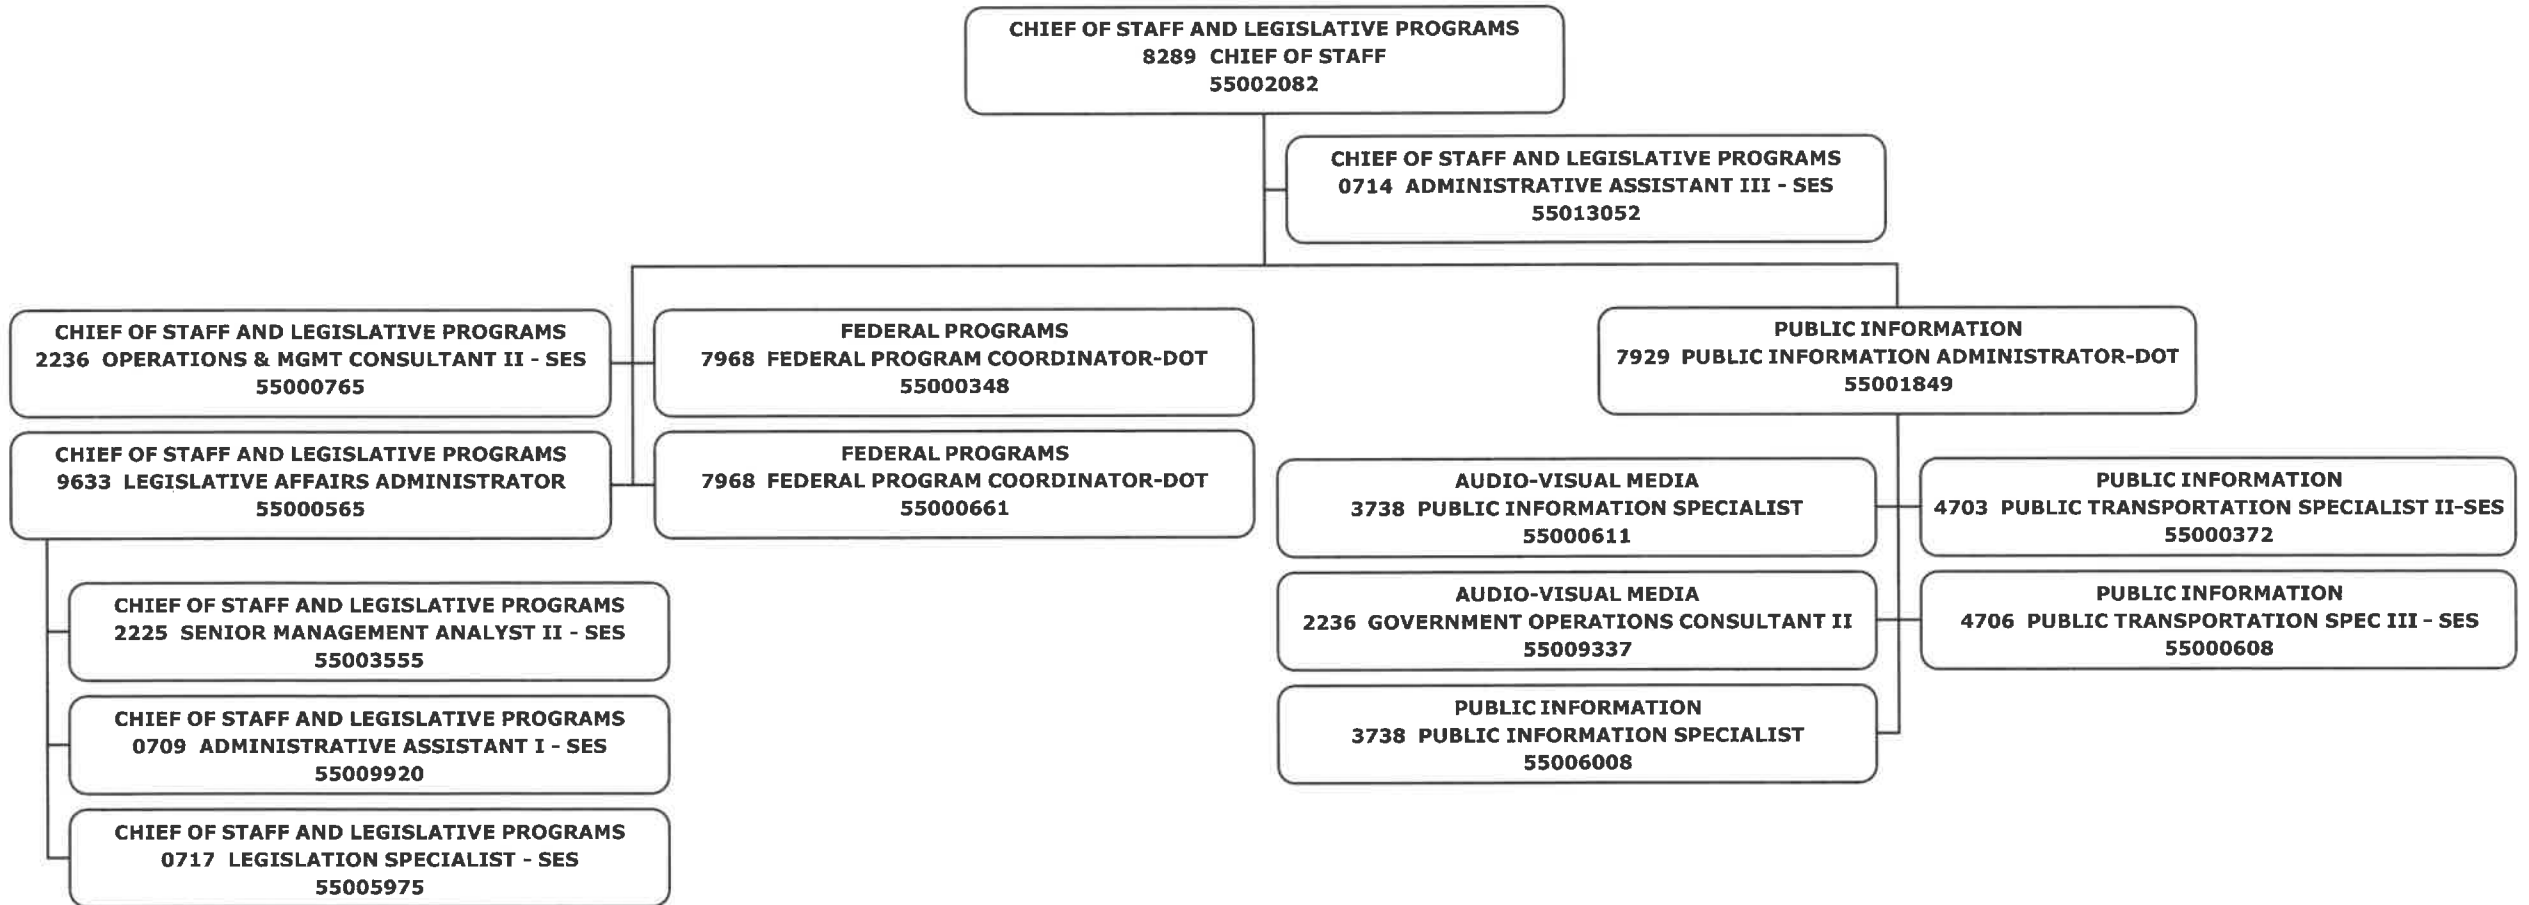 CHIEF OF STAFF AND LEGISLATIVE PROGRAMS
8289 CHIEF OF STAFF
55002082
CHIEF OF STAFF AND LEGISLATIVE PROGRAMS
0714 ADMINISTRATIVE ASSISTANT III - SES
55013052
CHIEF OF STAFF AND LEGISLATIVE PROGRAMS
2236 OPERATIONS & MGMT CONSULTANT II - SES
55000765
FEDERAL PROGRAMS
7968 FEDERAL PROGRAM COORDINATOR-DOT
55000348
PUBLIC INFORMATION
7929 PUBLIC INFORMATION ADMINISTRATOR-DOT
55001849
CHIEF OF STAFF AND LEGISLATIVE PROGRAMS
9633 LEGISLATIVE AFFAIRS ADMINISTRATOR
55000565
FEDERAL PROGRAMS
7968 FEDERAL PROGRAM COORDINATOR-DOT
55000661
AUDIO-VISUAL MEDIA
3738 PUBLIC INFORMATION SPECIALIST
55000611
PUBLIC INFORMATION
4703 PUBLIC TRANSPORTATION SPECIALIST II-SES
55000372
CHIEF OF STAFF AND LEGISLATIVE PROGRAMS
2225 SENIOR MANAGEMENT ANALYST II - SES
55003555
AUDIO-VISUAL MEDIA
2236 GOVERNMENT OPERATIONS CONSULTANT II
55009337
PUBLIC INFORMATION
4706 PUBLIC TRANSPORTATION SPEC III - SES
55000608
CHIEF OF STAFF AND LEGISLATIVE PROGRAMS
0709 ADMINISTRATIVE ASSISTANT I - SES
55009920
PUBLIC INFORMATION
3738 PUBLIC INFORMATION SPECIALIST
55006008
CHIEF OF STAFF AND LEGISLATIVE PROGRAMS
0717 LEGISLATION SPECIALIST - SES
55005975